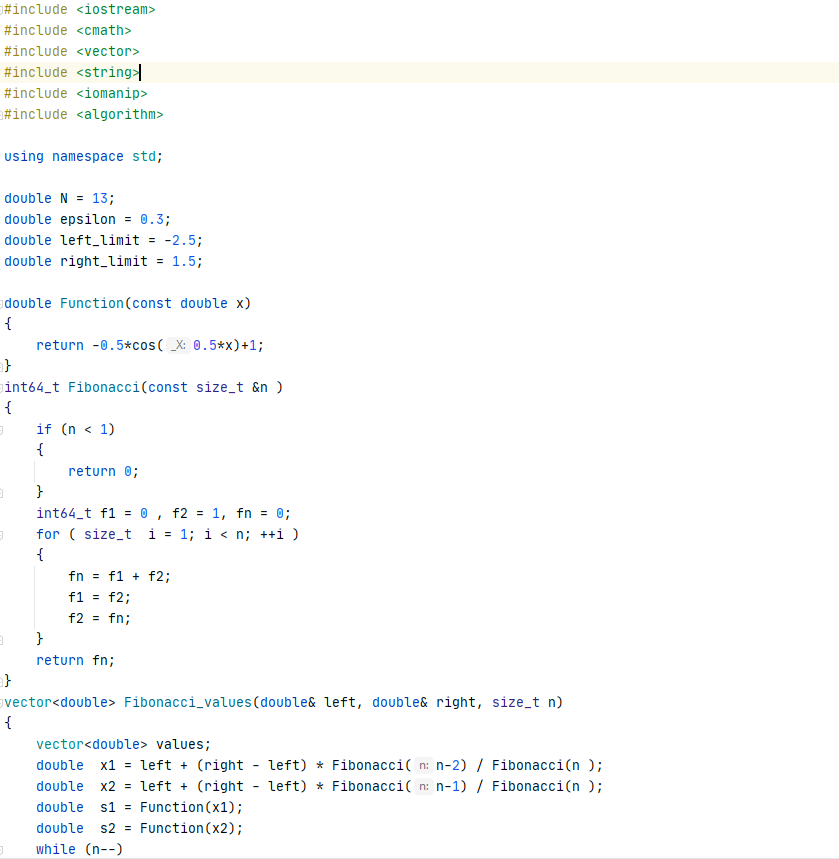 #include <iostream>
#include <cmath>
#include <vector>
#include <string>
#include <iomanip>
#include <algorithm>

using namespace std;

double N = 13;
double epsilon = 0.3;
double left_limit = -2.5;
double right_limit = 1.5;

double Function(const double x)
{
    return -0.5*cos( _X: 0.5*x)+1;
}
int64_t Fibonacci(const size_t &n )
{
    if (n < 1)
    {
        return 0;
    }
    int64_t f1 = 0 , f2 = 1, fn = 0;
    for ( size_t  i = 1; i < n; ++i )
    {
        fn = f1 + f2;
        f1 = f2;
        f2 = fn;
    }
    return fn;
}
vector<double> Fibonacci_values(double& left, double& right, size_t n)
{
    vector<double> values;
    double  x1 = left + (right - left) * Fibonacci( n: n-2) / Fibonacci(n );
    double  x2 = left + (right - left) * Fibonacci( n: n-1) / Fibonacci(n );
    double  s1 = Function(x1);
    double  s2 = Function(x2);
    while (n--)